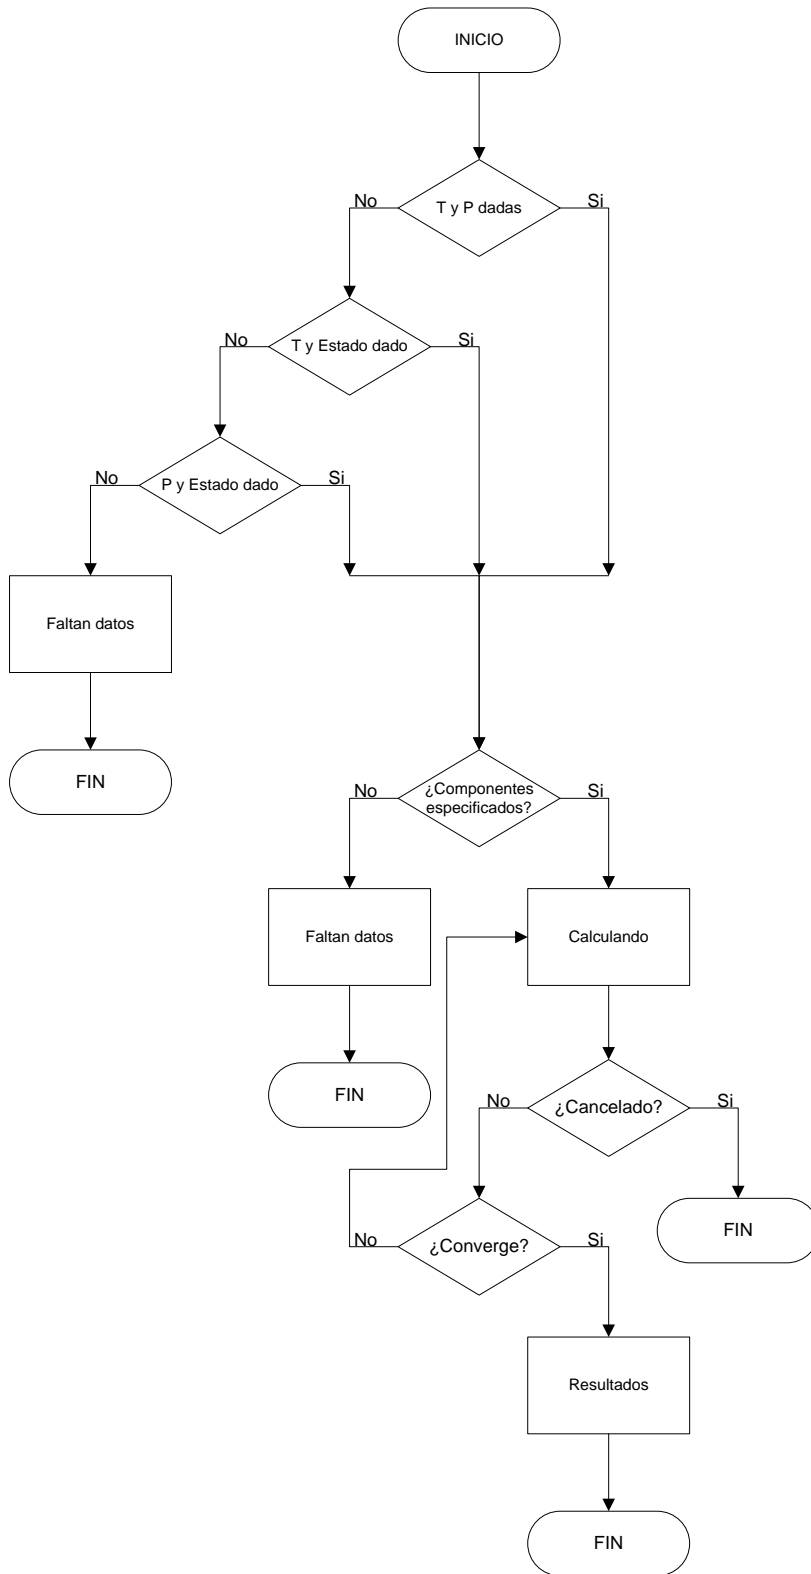 INICIO
T y P dadas
No
Si
T y Estado dado
No
Si
P y Estado dado
No
Si
Faltan datos
FIN
¿Componentes
especificados?
No
Si
Faltan datos
Calculando
FIN
¿Cancelado?
No
Si
FIN
¿Converge?
No
Si
Resultados
FIN